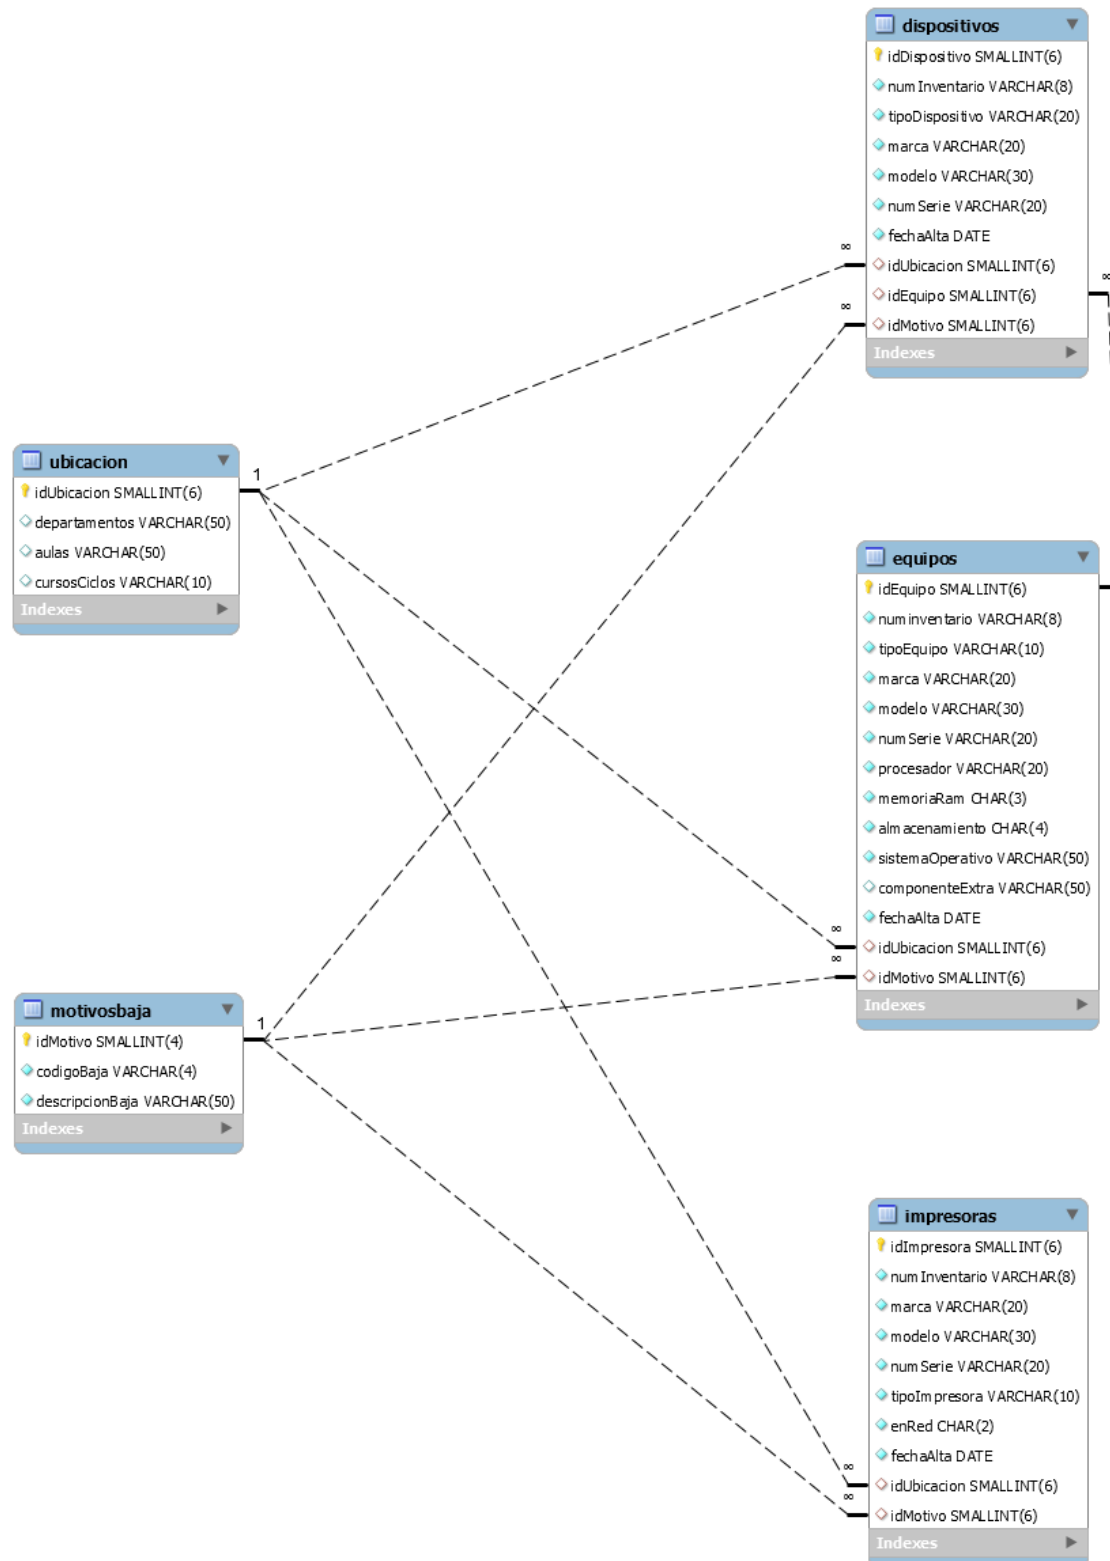 dispositivos
idDispositivo SMALLINT(6)
numInventario VARCHAR(8)
tipoDispositivo VARCHAR(20)
marca VARCHAR(20)
modelo VARCHAR(30)
numSerie VARCHAR(20)
fechaAlta DATE
∞
idUbicacion SMALLINT(6)
∞
idEquipo SMALLINT(6)
∞
idMotivo SMALLINT(6)
Indexes
ubicacion
1
idUbicacion SMALLINT(6)
departamentos VARCHAR(50)
aulas VARCHAR(50)
cursosCiclos VARCHAR(10)
Indexes
equipos
idEquipo SMALLINT(6)
numinventario VARCHAR(8)
tipoEquipo VARCHAR(10)
marca VARCHAR(20)
modelo VARCHAR(30)
numSerie VARCHAR(20)
procesador VARCHAR(20)
memoriaRam CHAR(3)
almacenamiento CHAR(4)
sistemaOperativo VARCHAR(50)
componenteExtra VARCHAR(50)
fechaAlta DATE
∞
idUbicacion SMALLINT(6)
∞
idMotivo SMALLINT(6)
Indexes
motivosbaja
1
idMotivo SMALLINT(4)
codigoBaja VARCHAR(4)
descripcionBaja VARCHAR(50)
Indexes
impresoras
idImpresora SMALLINT(6)
numInventario VARCHAR(8)
marca VARCHAR(20)
modelo VARCHAR(30)
numSerie VARCHAR(20)
tipoImpresora VARCHAR(10)
enRed CHAR(2)
fechaAlta DATE
∞
idUbicacion SMALLINT(6)
∞
idMotivo SMALLINT(6)
Indexes